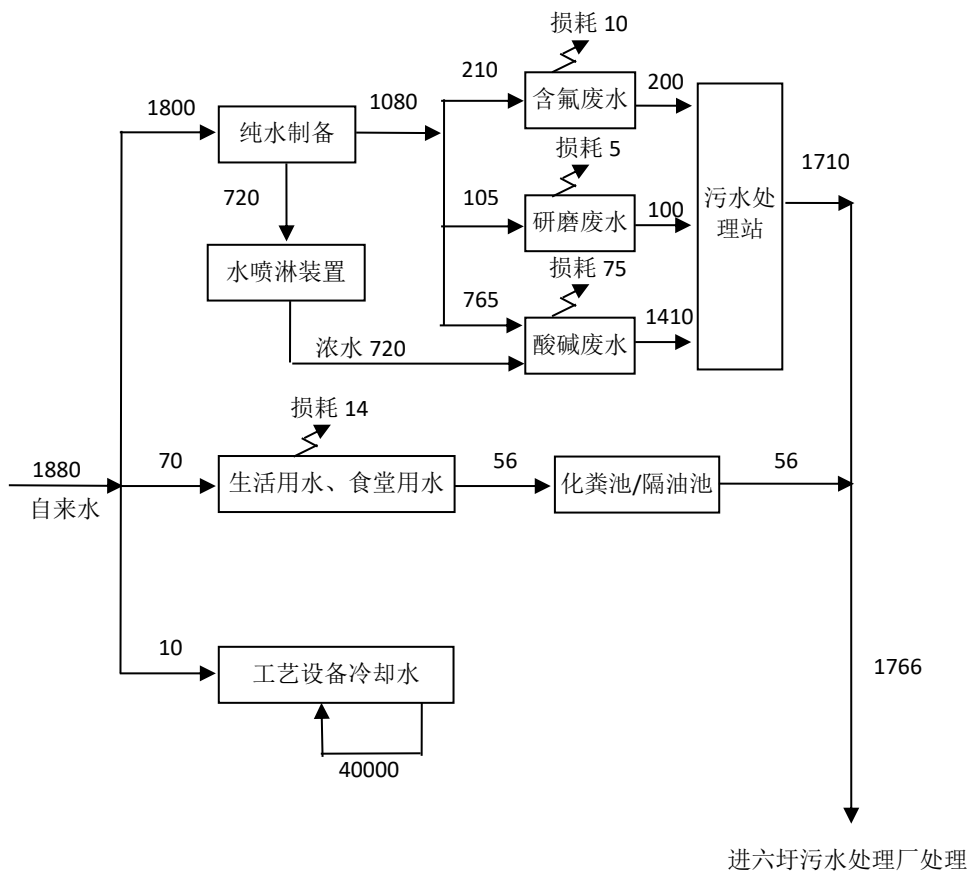 损耗 10
210
含氟废水
200
1800
纯水制备
1080
损耗 5
1710
720
105
研磨废水
100
污水处
理站
水喷淋装置
损耗 75
765
酸碱废水
1410
浓水 720
损耗 14
1880
自来水
70
生活用水、食堂用水
56
化粪池/隔油池
56
10
工艺设备冷却水
1766
40000
进六圩污水处理厂处理